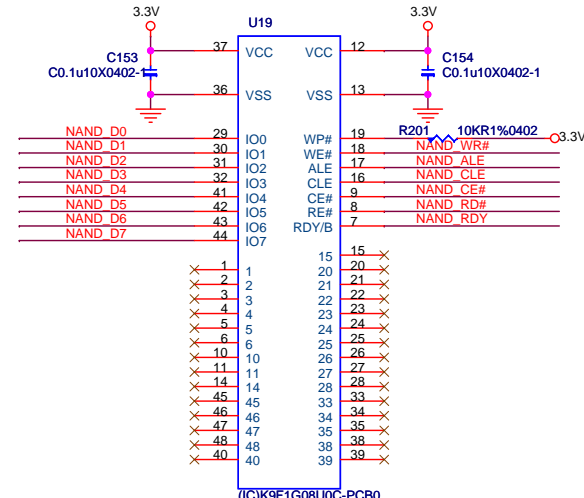 3.3V 3.3V
U19
C153 37 VCC VCC 12 C154
C0.1u10X0402-1 C0.1u10X0402-1
36 VSS VSS 13
NAND_D0 29 IO0 WP# 19 R201 10KR1%0402 3.3V
NAND_D1 30 IO1 WE# 18 NAND_WR#
NAND_D2 31 IO2 ALE 17 NAND_ALE
NAND_D3 32 IO3 CLE 16 NAND_CLE
NAND_D4 41 IO4 CE# 9 NAND_CE#
NAND_D5 42 IO5 RE# 8 NAND_RD#
NAND_D6 43 IO6 RDY/B 7 NAND_RDY
NAND_D7 44 IO7
15 15
1 1 20 20
2 2 21 21
3 3 22 22
4 4 23 23
5 5 24 24
6 6 25 25
10 10 26 26
11 11 27 27
14 14 28 28
45 45 33 33
46 46 34 34
47 47 35 35
48 48 38 38
40 40 39 39
(IC)K9F1G08U0C-PCB0